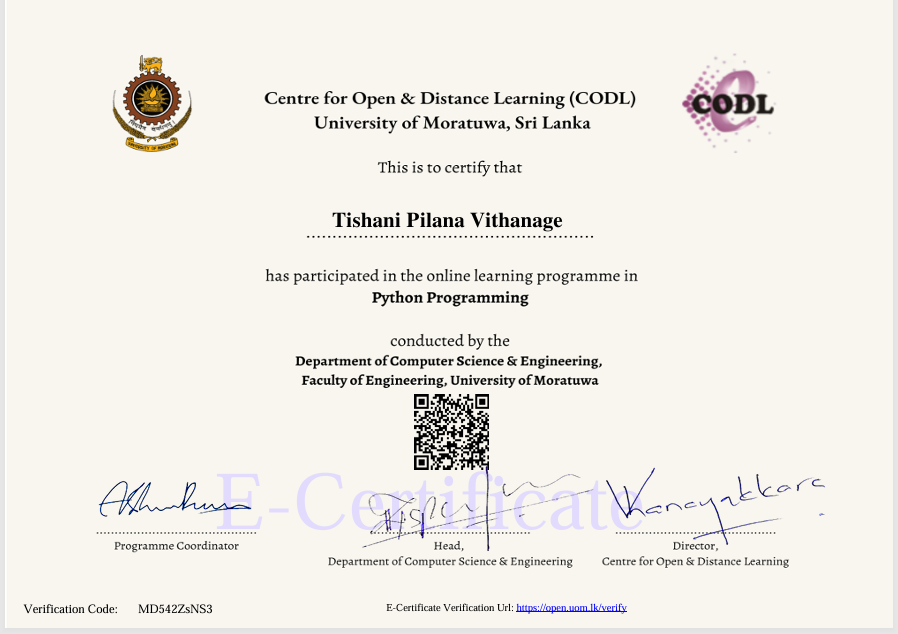 Centre for Open & Distance Learning (CODL)
University of Moratuwa, Sri Lanka
CODL
UNIVERSITY OF MORATUWA
This is to certify that
Tishani Pilana Vithanage
has participated in the online learning programme in
Python Programming
conducted by the
Department of Computer Science & Engineering,
Faculty of Engineering, University of Moratuwa
E-Certificate
Programme Coordinator
Head,
Department of Computer Science & Engineering
Director,
Centre for Open & Distance Learning
Verification Code: MD542ZsNS3
E-Certificate Verification Url: https://open.uom.lk/verify